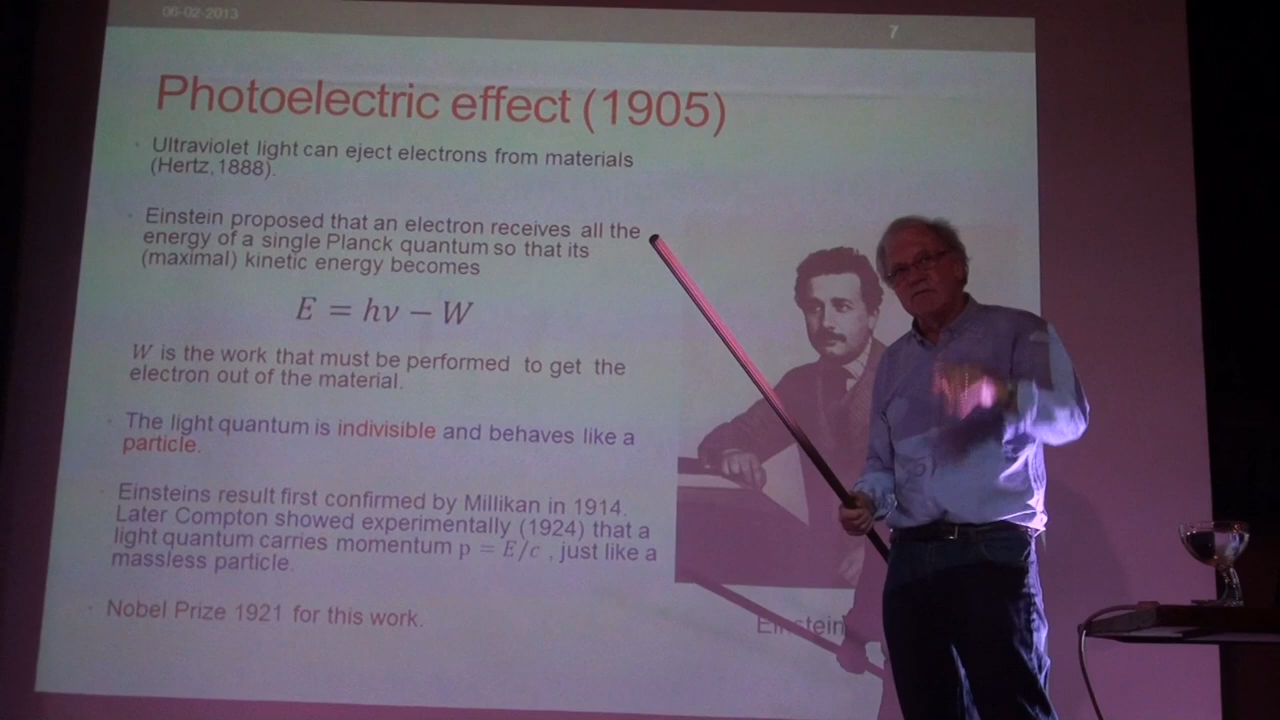 06-02-2013
7
Photoelectric effect (1905)
Ultraviolet light can eject electrons from materials
(Hertz, 1888).
Einstein proposed that an electron receives all the
energy of a single Planck quantum so that its
(maximal) kinetic energy becomes
E = hν − W
W is the work that must be performed to get the
electron out of the material.
The light quantum is indivisible and behaves like a
particle.
Einsteins result first confirmed by Millikan in 1914.
Later Compton showed experimentally (1924) that a
light quantum carries momentum p = E/c , just like a
massless particle.
Nobel Prize 1921 for this work.
Einstein